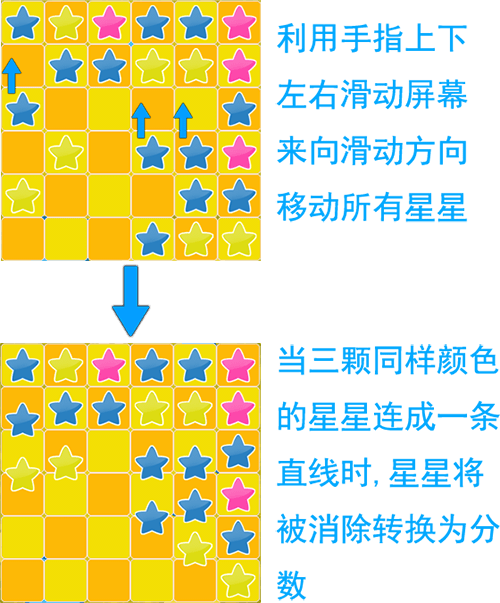 利用手指上下
左右滑动屏幕
来向滑动方向
移动所有星星
当三颗同样颜色
的星星连成一条
直线时,星星将
被消除转换为分
数